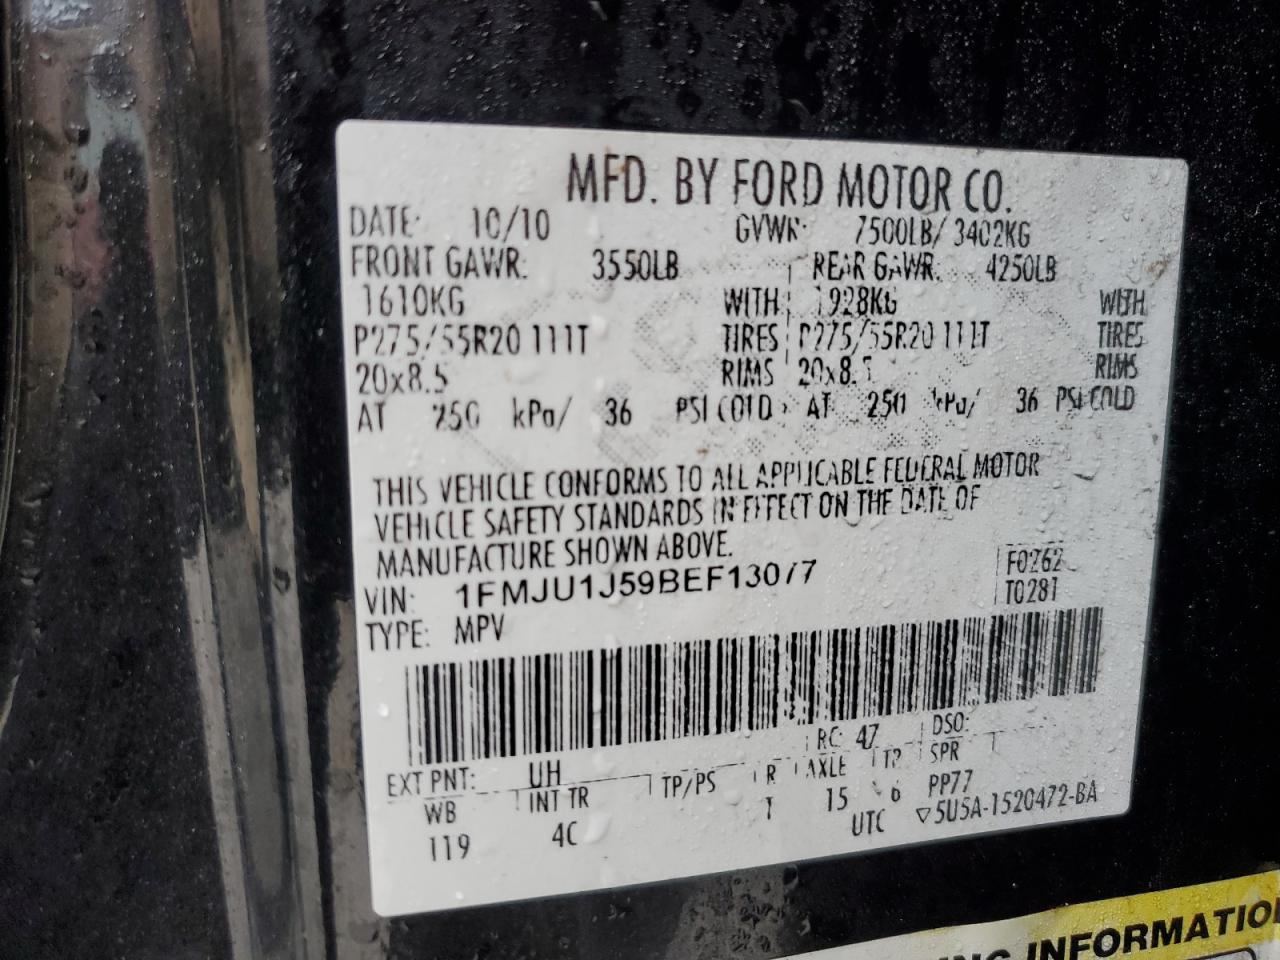 MFD. BY FORD MOTOR CO.
DATE: 10/10 GVWR: 7500LB/ 3402KG
FRONT GAWR: 3550LB REAR GAWR: 4250LB
1610KG WITH 1928KG WITH
P275/55R20 111T TIRES P275/55R20 111T TIRES
20x8.5 RIMS 20x8.5 RIMS
AT 250 kPa/ 36 PSI COLD AT 250 kPa/ 36 PSI COLD
THIS VEHICLE CONFORMS TO ALL APPLICABLE FEDERAL MOTOR
VEHICLE SAFETY STANDARDS IN EFFECT ON THE DATE OF
MANUFACTURE SHOWN ABOVE.
VIN: 1FMJU1J59BEF13077 F0262
TYPE: MPV T0281
RC: 47 DSO:
EXT PNT: UH
WB INT TR TP/PS R AXLE TR SPR
119 4C T 15 6 PP77
UTC ▽5U5A-1520472-BA
INFORMATION